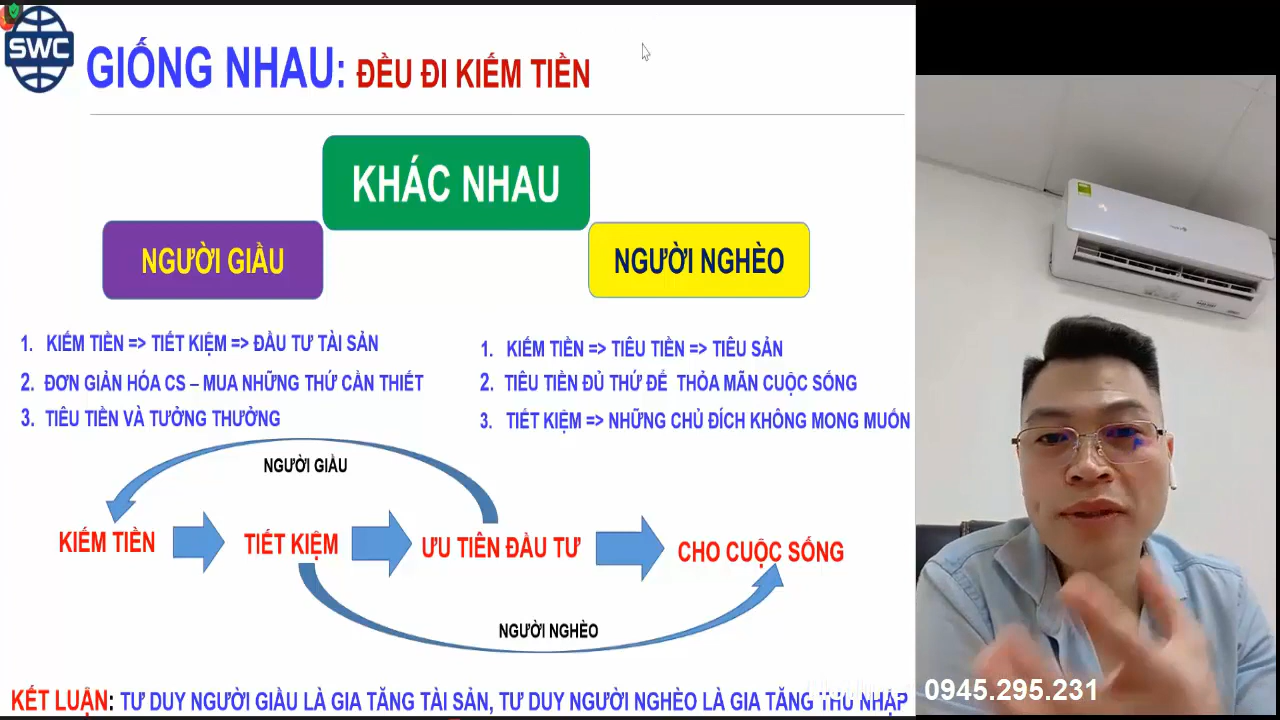 SWC
GIỐNG NHAU: ĐỀU ĐI KIẾM TIỀN
KHÁC NHAU
NGƯỜI GIẦU
NGƯỜI NGHÈO
1. KIẾM TIỀN => TIẾT KIỆM => ĐẦU TƯ TÀI SẢN
2. ĐƠN GIẢN HÓA CS – MUA NHỮNG THỨ CẦN THIẾT
3. TIÊU TIỀN VÀ TƯỞNG THƯỞNG
1. KIẾM TIỀN => TIÊU TIỀN => TIÊU SẢN
2. TIÊU TIỀN ĐỦ THỨ ĐỂ THỎA MÃN CUỘC SỐNG
3. TIẾT KIỆM => NHỮNG CHỦ ĐÍCH KHÔNG MONG MUỐN
NGƯỜI GIẦU
KIẾM TIỀN
TIẾT KIỆM
ƯU TIÊN ĐẦU TƯ
CHO CUỘC SỐNG
NGƯỜI NGHÈO
KẾT LUẬN: TƯ DUY NGƯỜI GIẦU LÀ GIA TĂNG TÀI SẢN, TƯ DUY NGƯỜI NGHÈO LÀ GIA TĂNG THU NHẬP
0945.295.231